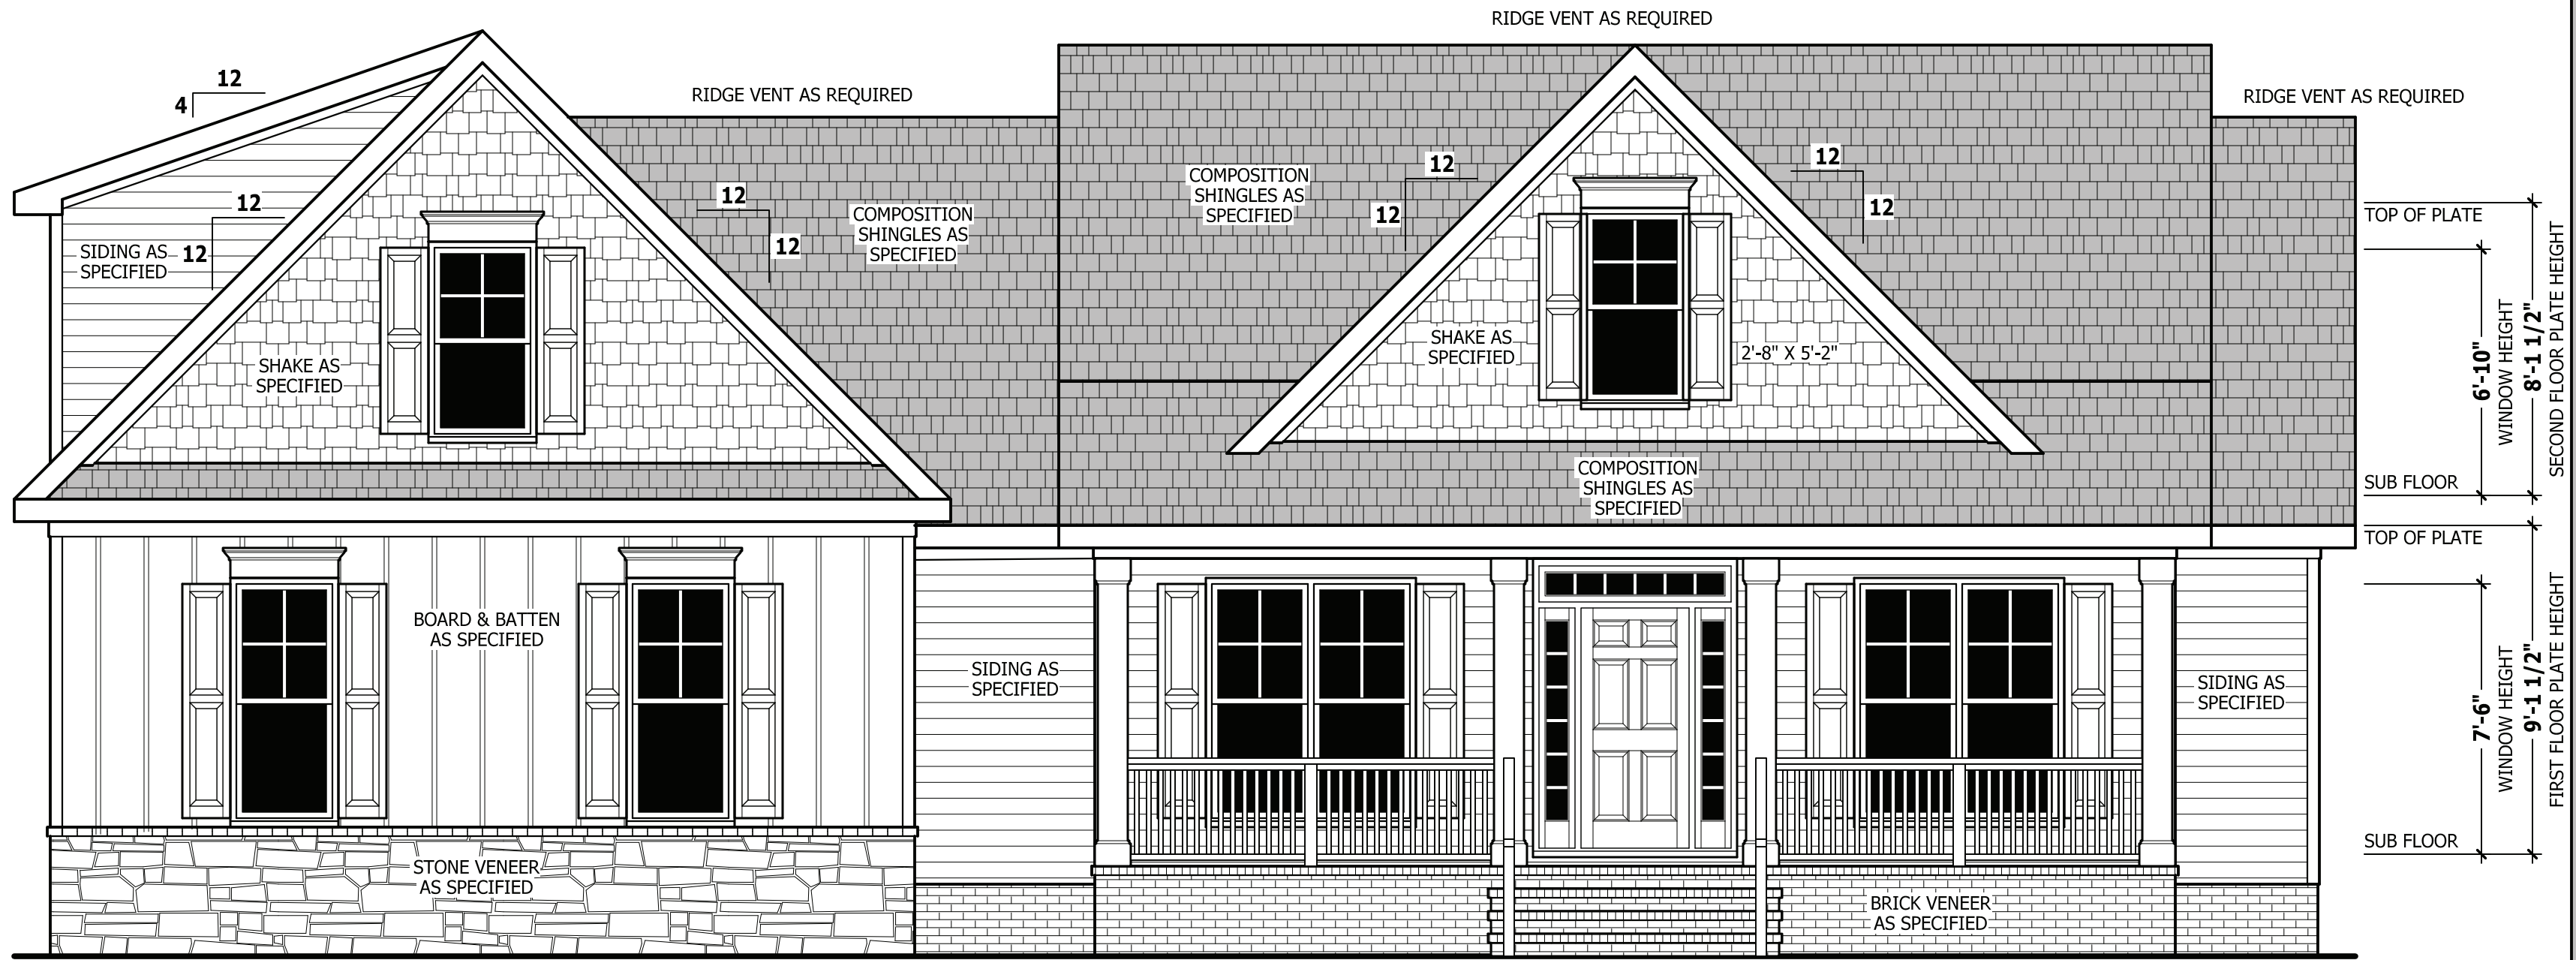 RIDGE VENT AS REQUIRED
12
4
RIDGE VENT AS REQUIRED
RIDGE VENT AS REQUIRED
12
12
SIDING AS
SPECIFIED
12
12
COMPOSITION
SHINGLES AS
SPECIFIED
COMPOSITION
SHINGLES AS
SPECIFIED
12
12
12
12
SHAKE AS
SPECIFIED
SHAKE AS
SPECIFIED
2'-8" X 5'-2"
COMPOSITION
SHINGLES AS
SPECIFIED
TOP OF PLATE
6'-10"
WINDOW HEIGHT
8'-1 1/2"
SECOND FLOOR PLATE HEIGHT
SUB FLOOR
TOP OF PLATE
BOARD & BATTEN
AS SPECIFIED
SIDING AS
SPECIFIED
SIDING AS
SPECIFIED
7'-6"
WINDOW HEIGHT
9'-1 1/2"
FIRST FLOOR PLATE HEIGHT
SUB FLOOR
STONE VENEER
AS SPECIFIED
BRICK VENEER
AS SPECIFIED